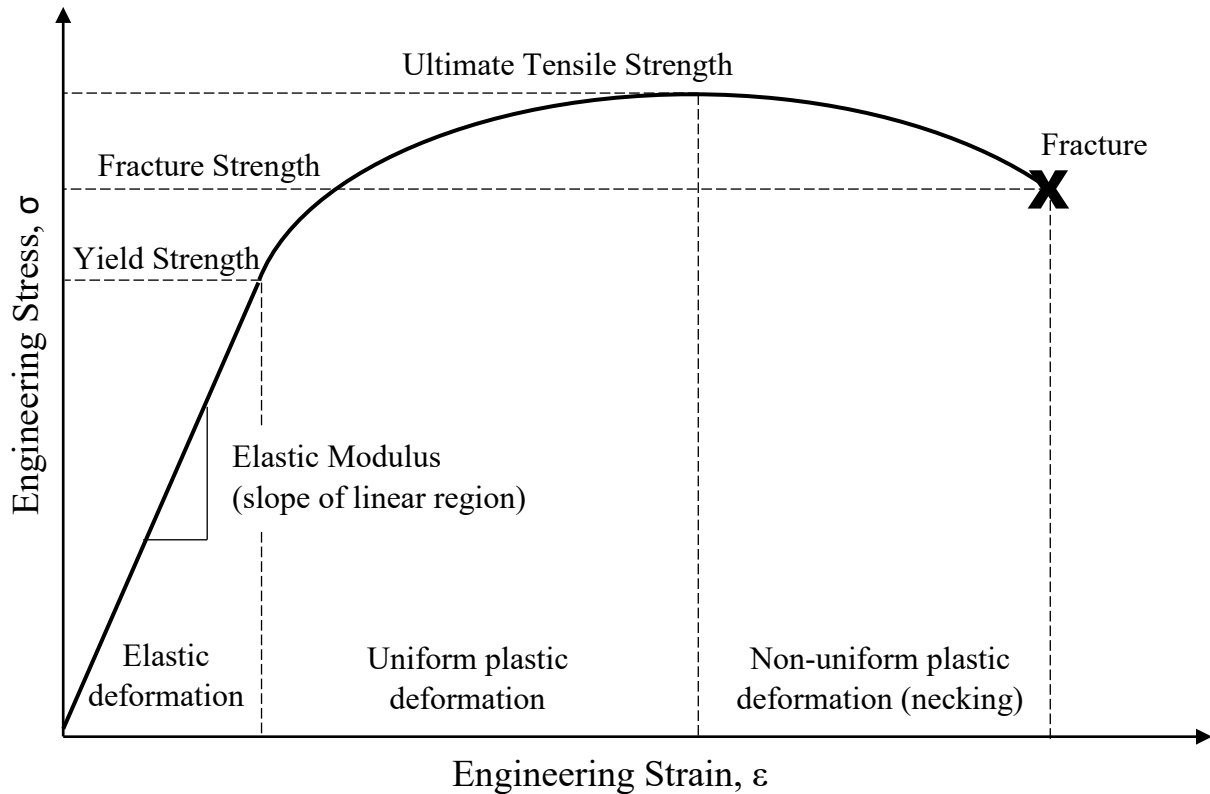 Ultimate Tensile Strength
Fracture
Fracture Strength
Yield Strength
Engineering Stress, σ
Elastic Modulus
(slope of linear region)
Elastic
deformation
Uniform plastic
deformation
Non-uniform plastic
deformation (necking)
Engineering Strain, ε